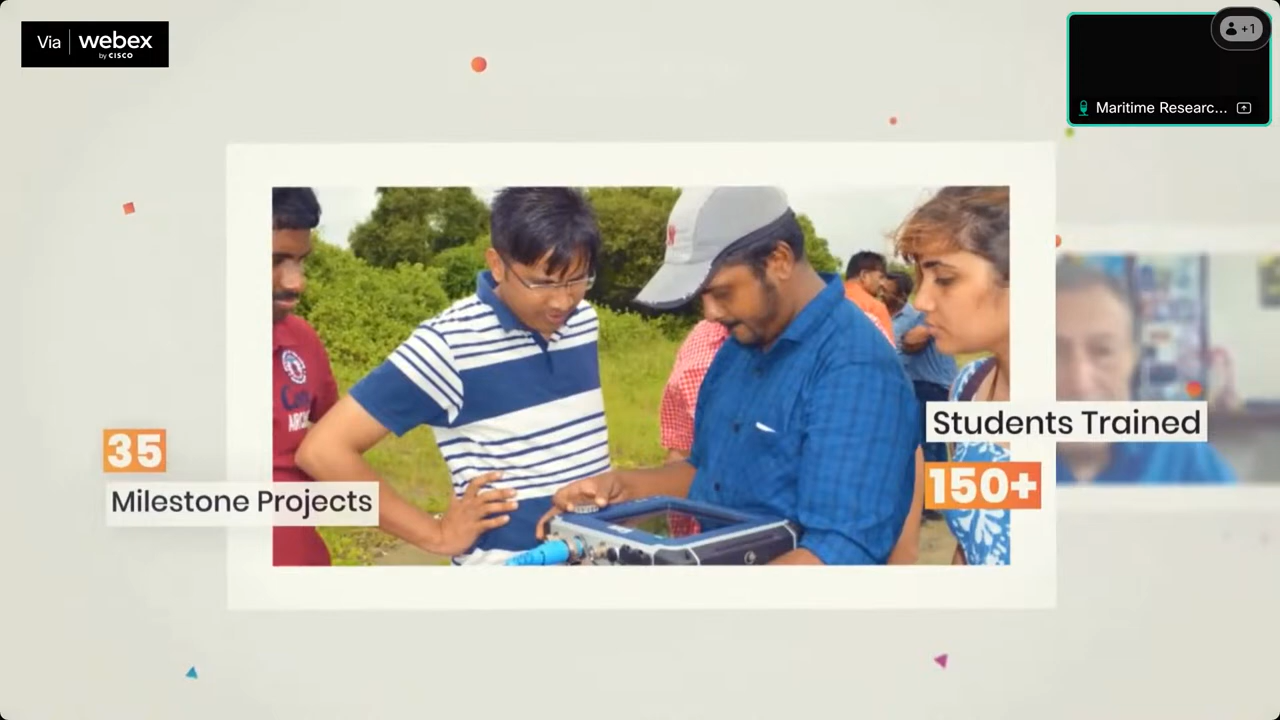 Via webex
by CISCO
+1
Maritime Researc...
35
Milestone Projects
Students Trained
150+